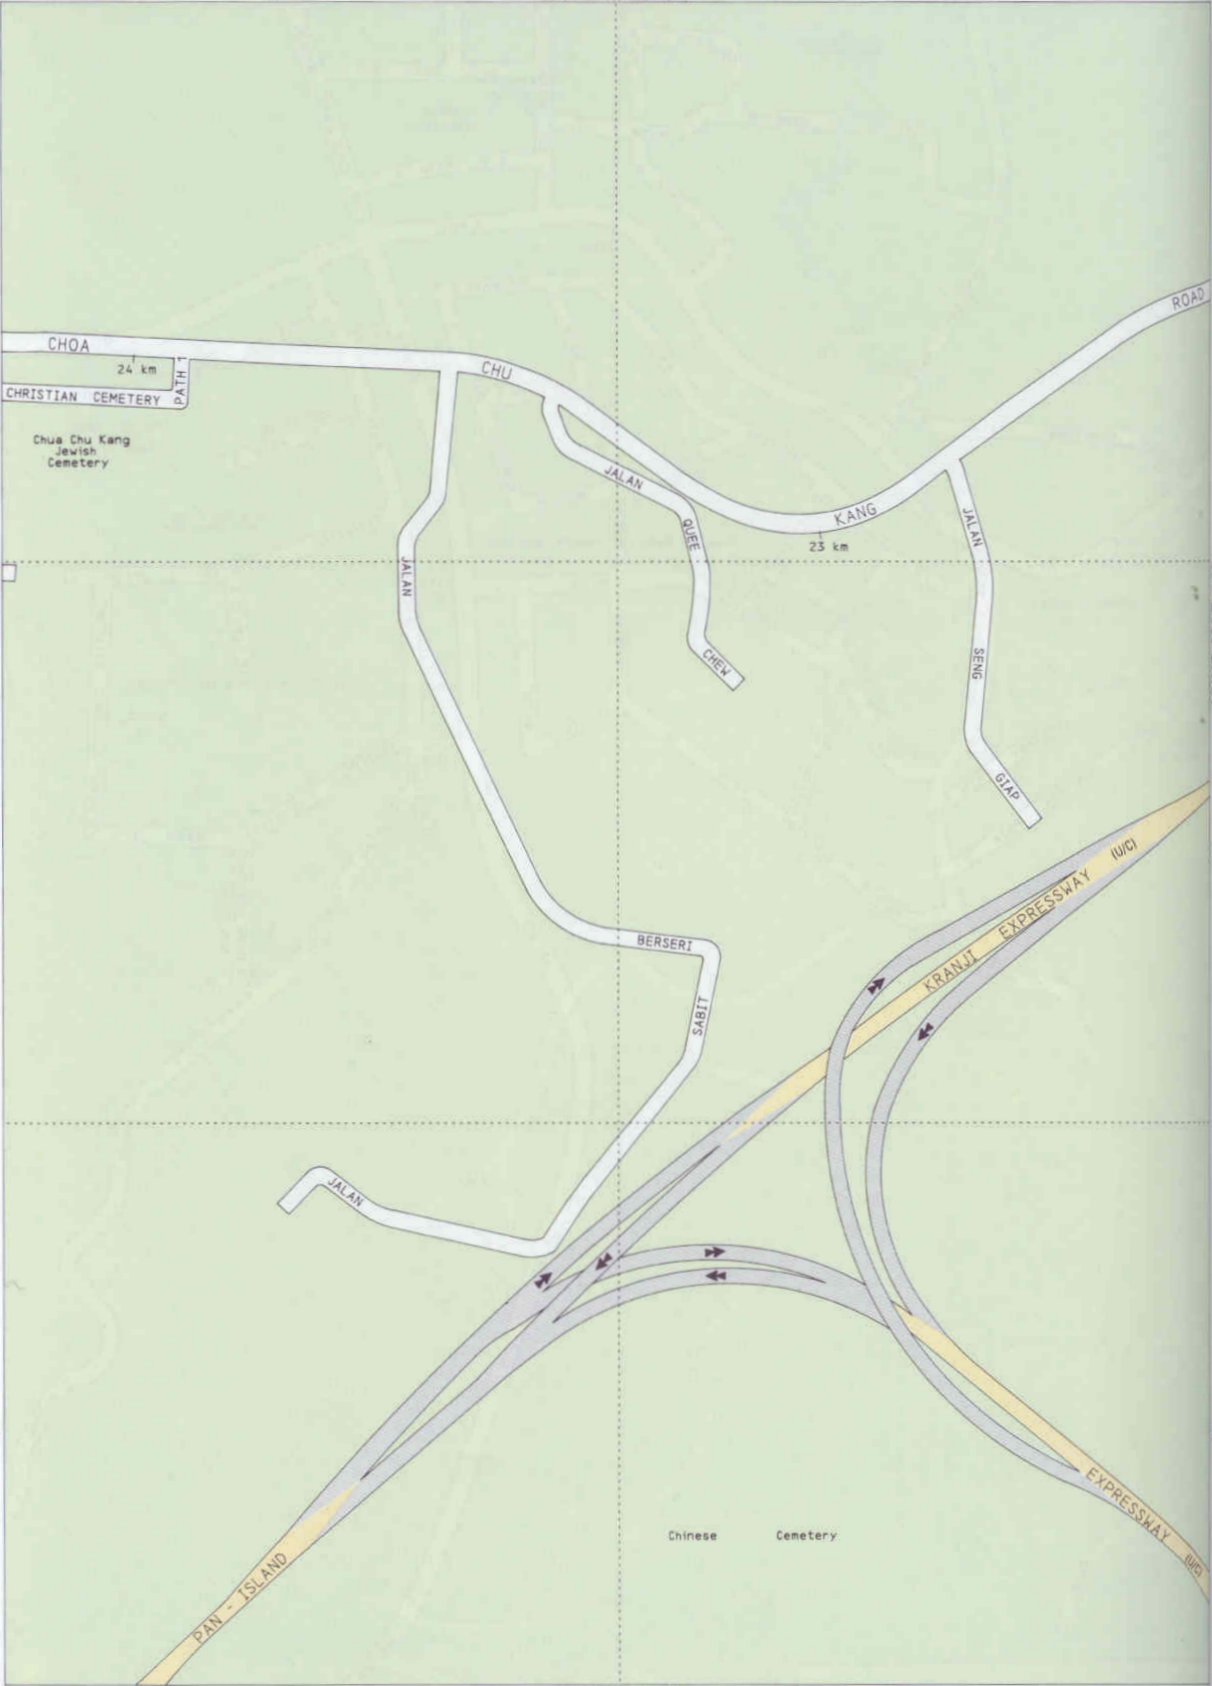 ROAD
CHOA
CHU
KANG
24 km
PATH 1
CHRISTIAN CEMETERY
Chua Chu Kang
Jewish
Cemetery
JALAN
QUEE
CHEW
23 km
JALAN
SENG
GIAP
JALAN
BERSERI
SABIT
JALAN
KRANJI EXPRESSWAY (U/C)
PAN - ISLAND
EXPRESSWAY (U/C)
Chinese Cemetery